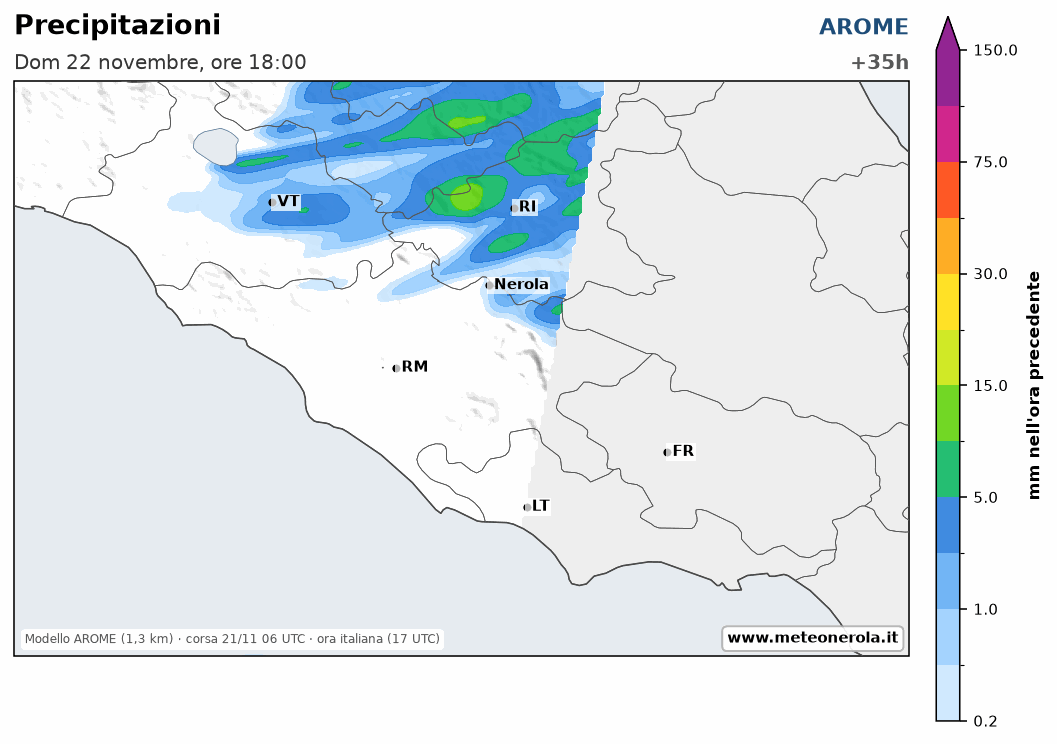 Precipitazioni
AROME
Dom 22 novembre, ore 18:00
+35h
150.0
75.0
30.0
15.0
5.0
1.0
0.2
mm nell'ora precedente
VT
RI
Nerola
RM
FR
LT
Modello AROME (1,3 km) · corsa 21/11 06 UTC · ora italiana (17 UTC)
www.meteonerola.it